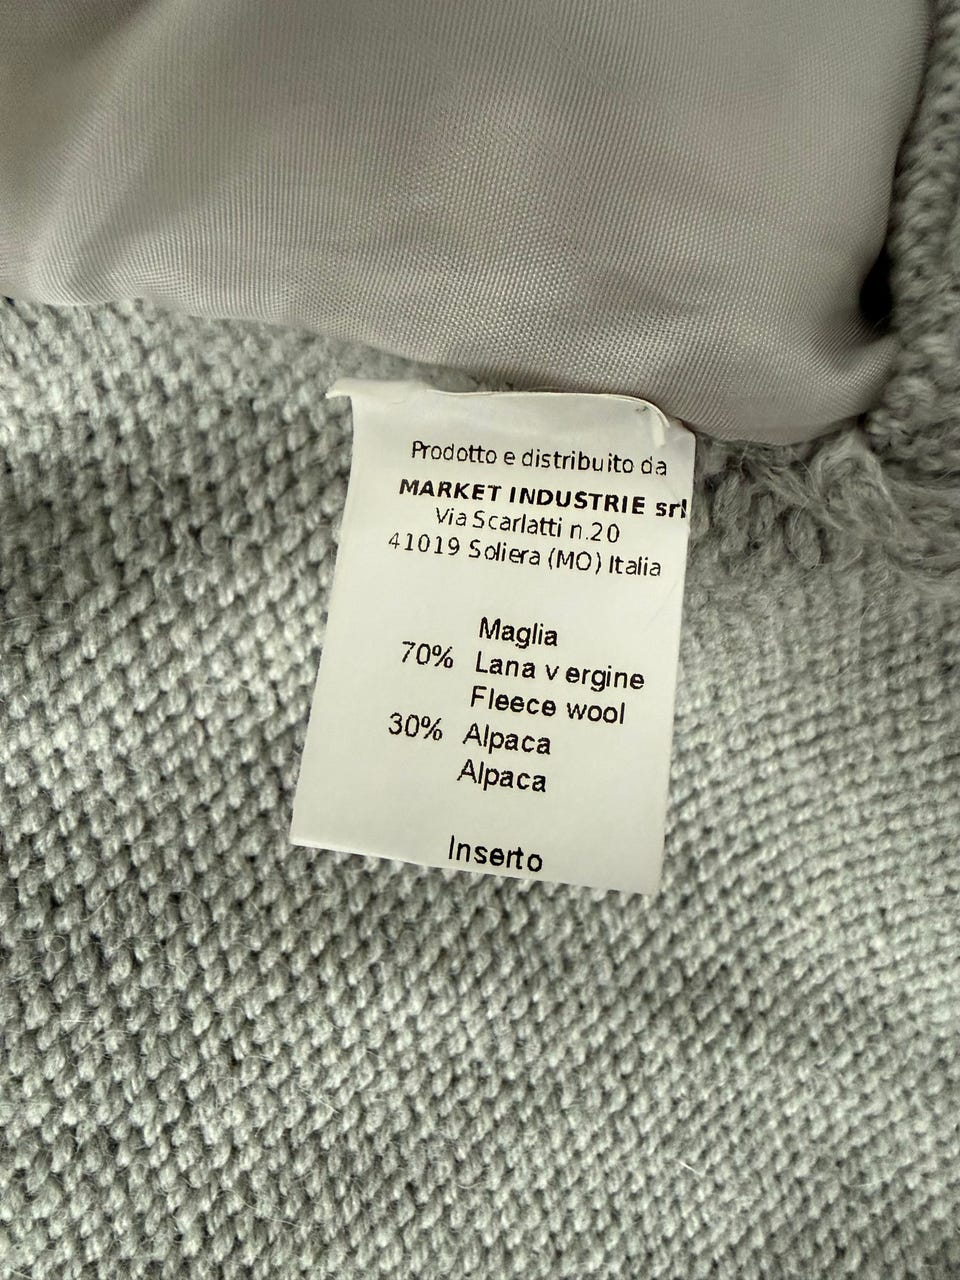 Prodotto e distribuito da
MARKET INDUSTRIE srl
Via Scarlatti n.20
41019 Soliera (MO) Italia
Maglia
70% Lana v ergine
Fleece wool
30% Alpaca
Alpaca
Inserto